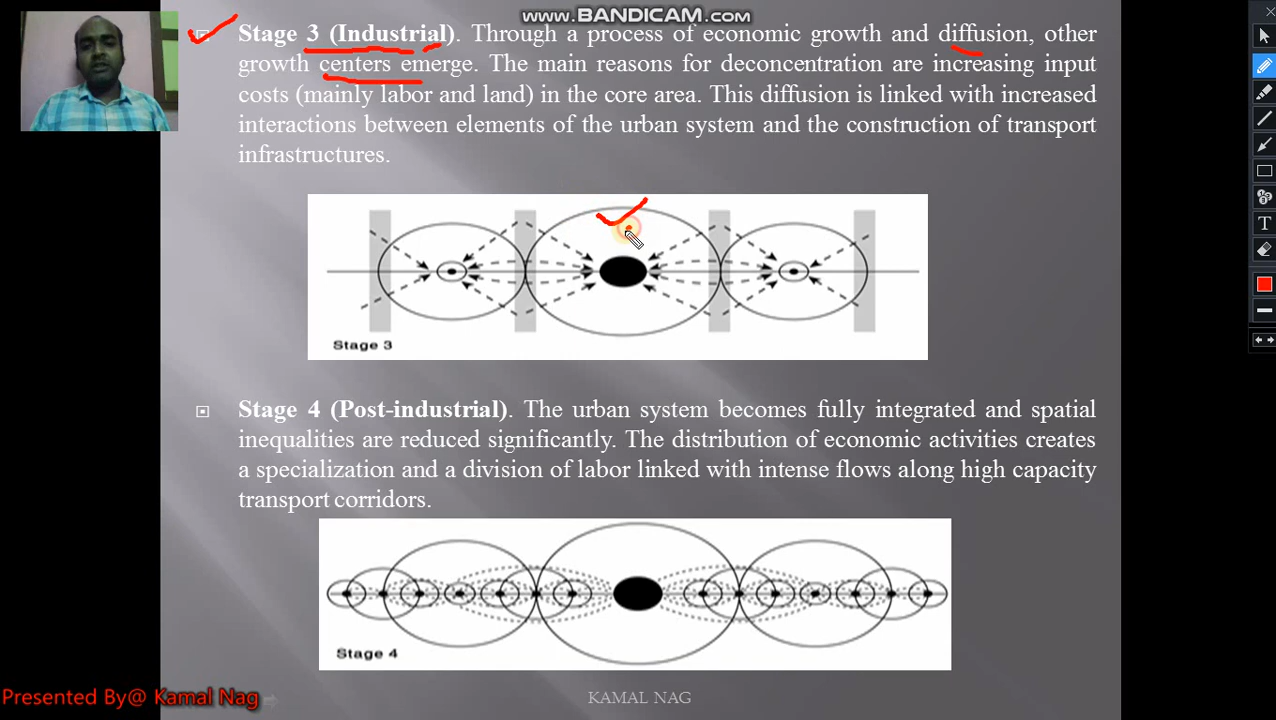 www.BANDICAM.com
Stage 3 (Industrial). Through a process of economic growth and diffusion, other
growth centers emerge. The main reasons for deconcentration are increasing input
costs (mainly labor and land) in the core area. This diffusion is linked with increased
interactions between elements of the urban system and the construction of transport
infrastructures.
Stage 3
Stage 4 (Post-industrial). The urban system becomes fully integrated and spatial
inequalities are reduced significantly. The distribution of economic activities creates
a specialization and a division of labor linked with intense flows along high capacity
transport corridors.
Stage 4
Presented By@ Kamal Nag
KAMAL NAG